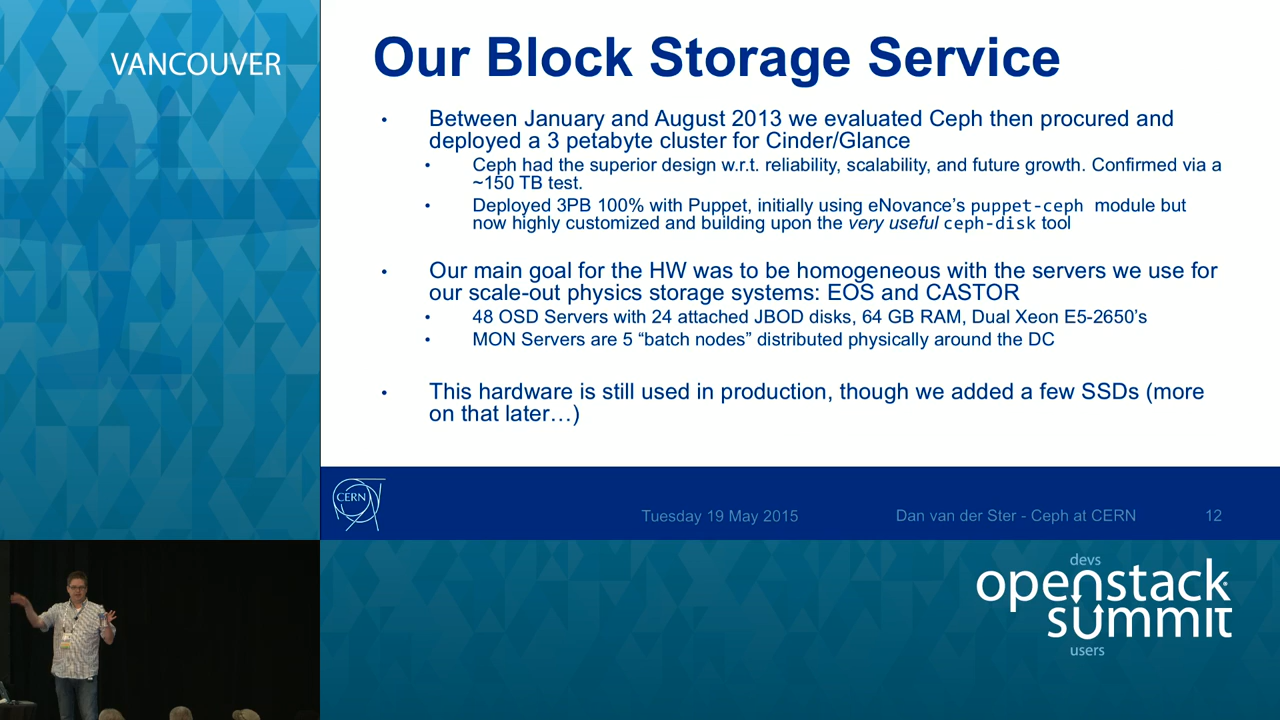 VANCOUVER
Our Block Storage Service
• Between January and August 2013 we evaluated Ceph then procured and
deployed a 3 petabyte cluster for Cinder/Glance
• Ceph had the superior design w.r.t. reliability, scalability, and future growth. Confirmed via a
~150 TB test.
• Deployed 3PB 100% with Puppet, initially using eNovance’s puppet-ceph module but
now highly customized and building upon the very useful ceph-disk tool
• Our main goal for the HW was to be homogeneous with the servers we use for
our scale-out physics storage systems: EOS and CASTOR
• 48 OSD Servers with 24 attached JBOD disks, 64 GB RAM, Dual Xeon E5-2650’s
• MON Servers are 5 “batch nodes” distributed physically around the DC
• This hardware is still used in production, though we added a few SSDs (more
on that later…)
CERN
Tuesday 19 May 2015 Dan van der Ster - Ceph at CERN 12
devs
openstack
summit
users